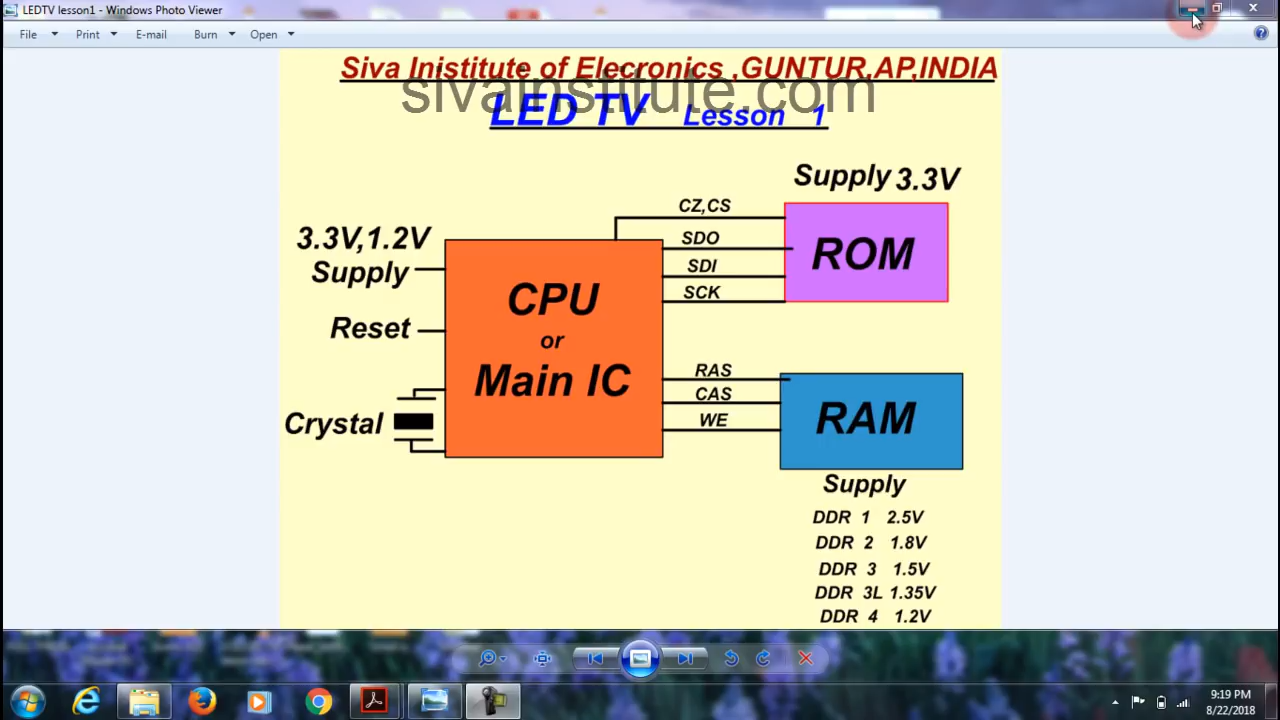 LEDTV lesson1 - Windows Photo Viewer
File Print E-mail Burn Open
Siva Inistitute of Elecronics ,GUNTUR,AP,INDIA
sivainstitute.com
LED TV Lesson 1
Supply 3.3V
CZ,CS
3.3V,1.2V
Supply
SDO
SDI
SCK
ROM
CPU
or
Main IC
Reset
RAS
CAS
WE
Crystal
RAM
Supply
DDR 1 2.5V
DDR 2 1.8V
DDR 3 1.5V
DDR 3L 1.35V
DDR 4 1.2V
9:19 PM
8/22/2018